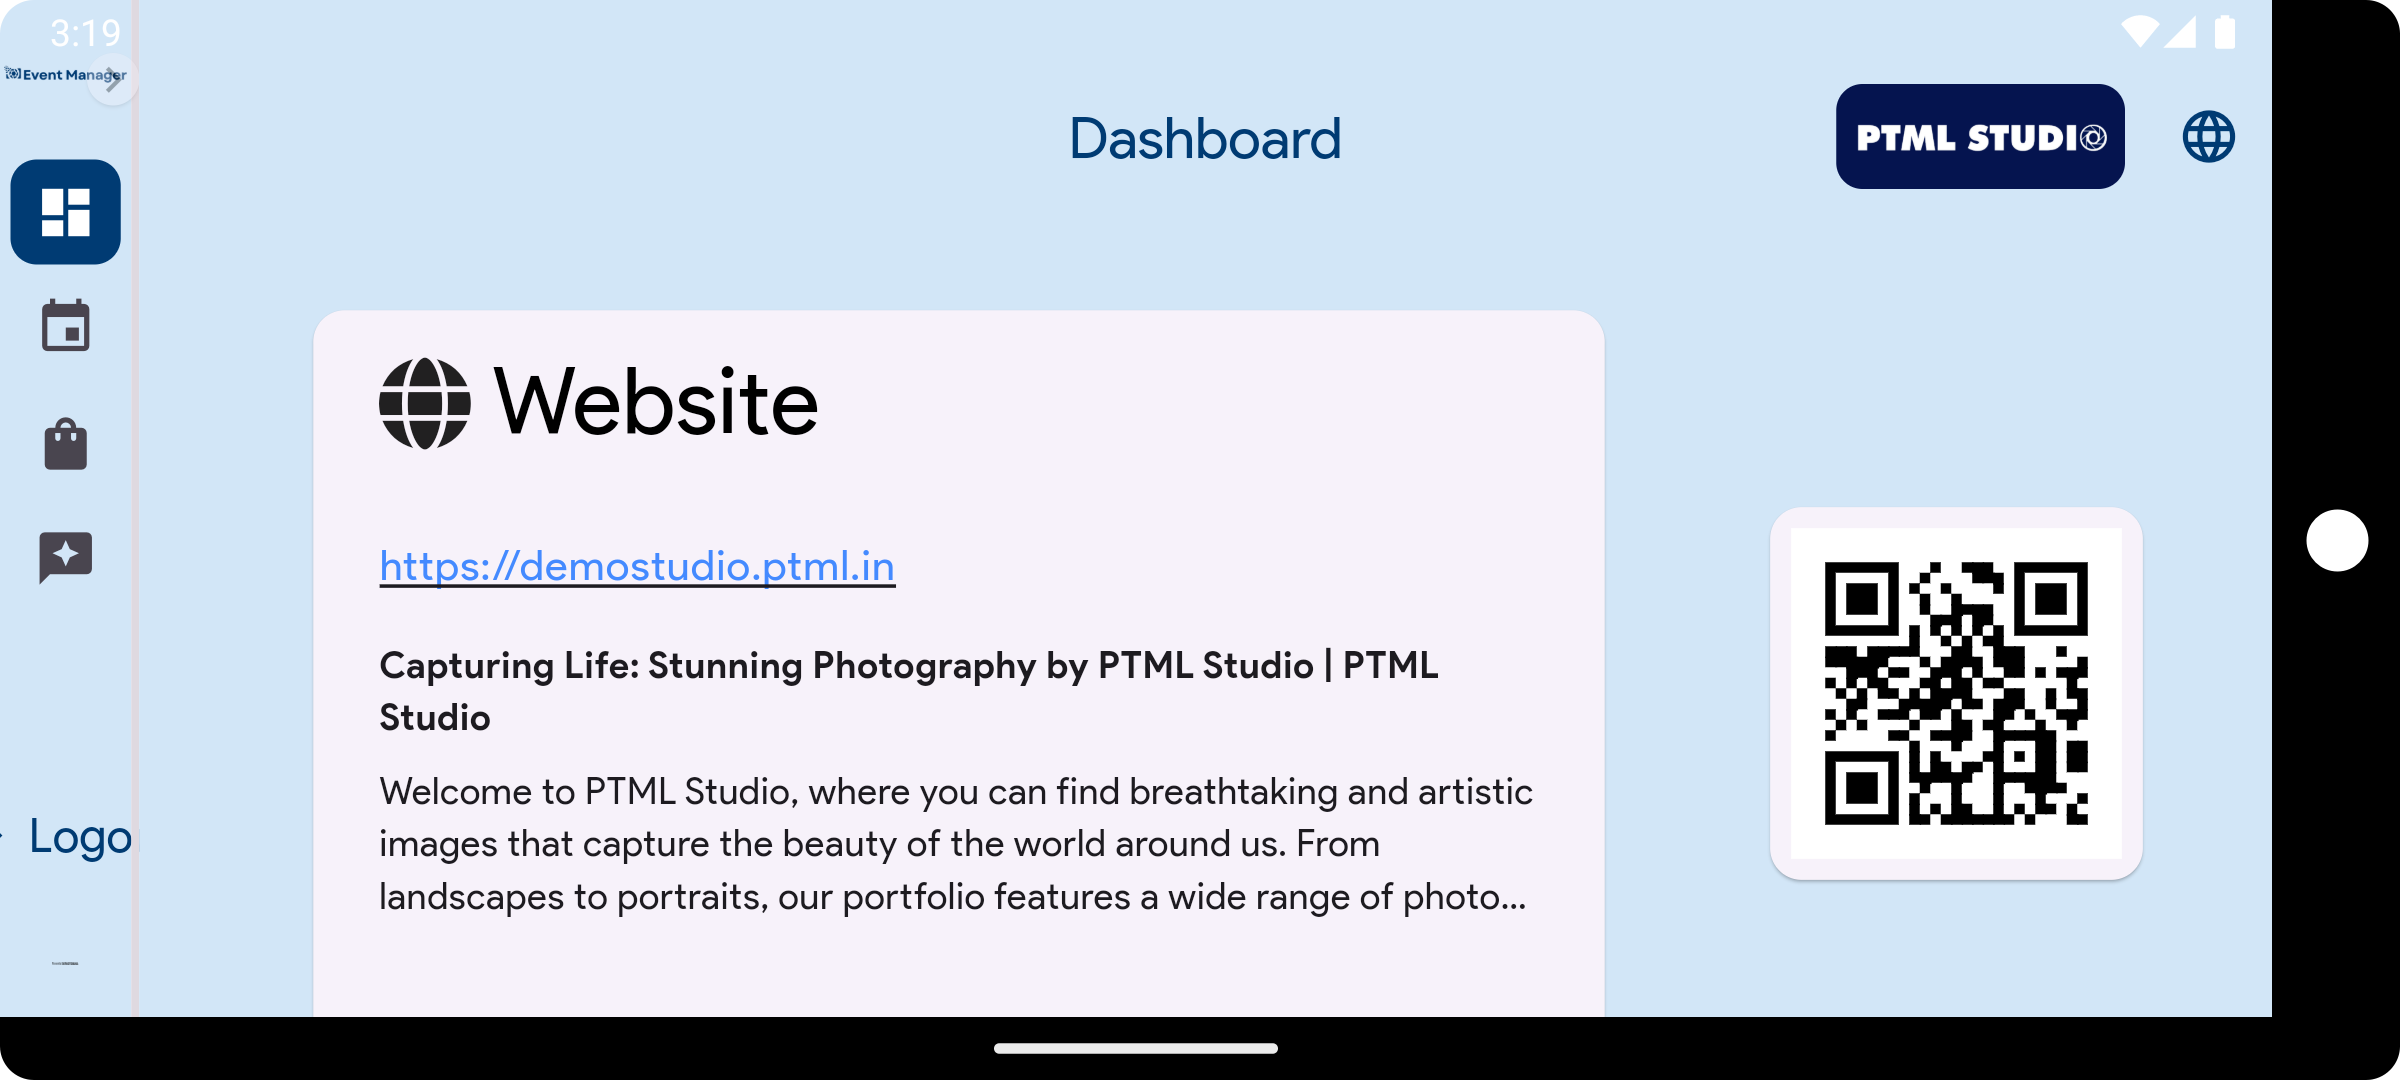 3:19
Event Manager
Dashboard
PTML STUDIO
Website
https://demostudio.ptml.in
Capturing Life: Stunning Photography by PTML Studio | PTML
Studio
Welcome to PTML Studio, where you can find breathtaking and artistic
images that capture the beauty of the world around us. From
landscapes to portraits, our portfolio features a wide range of photo...
Logo